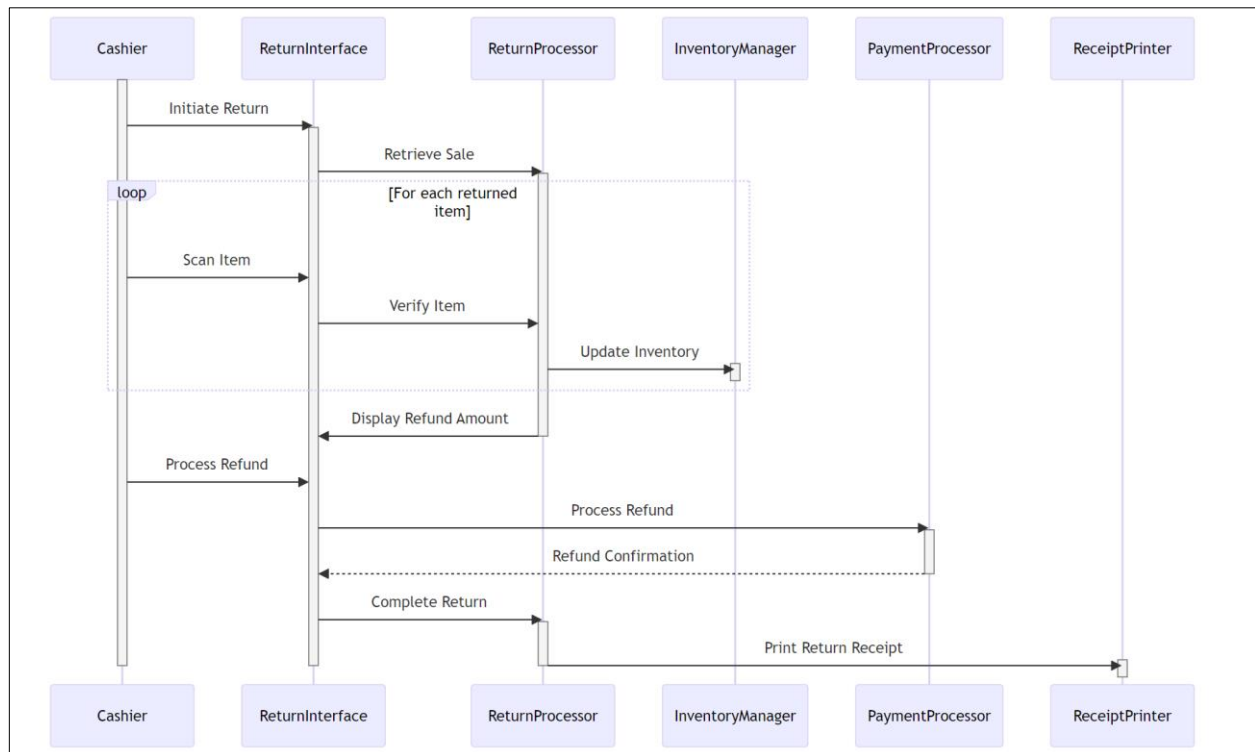 Cashier
ReturnInterface
ReturnProcessor
InventoryManager
PaymentProcessor
ReceiptPrinter
Initiate Return
Retrieve Sale
loop
[For each returned
item]
Scan Item
Verify Item
Update Inventory
Display Refund Amount
Process Refund
Process Refund
Refund Confirmation
Complete Return
Print Return Receipt
Cashier
ReturnInterface
ReturnProcessor
InventoryManager
PaymentProcessor
ReceiptPrinter